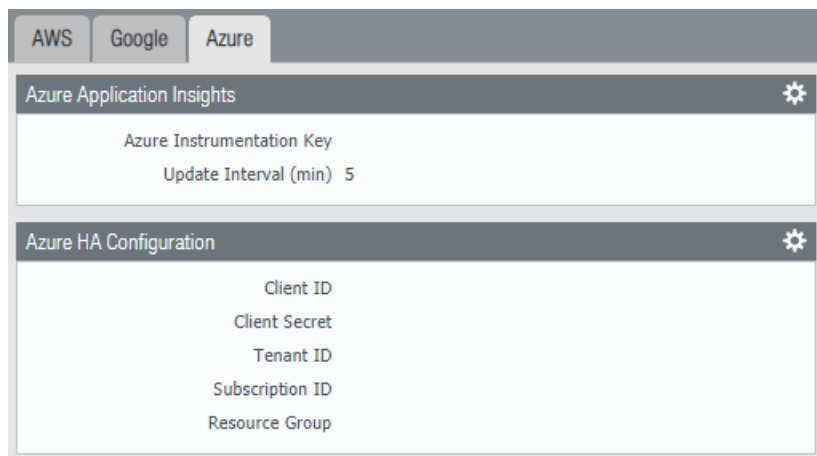 AWS Google Azure
Azure Application Insights
Azure Instrumentation Key
Update Interval (min) 5
Azure HA Configuration
Client ID
Client Secret
Tenant ID
Subscription ID
Resource Group